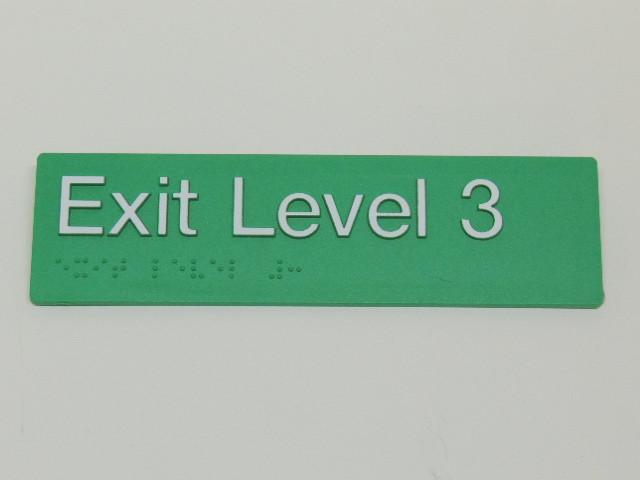 Exit Level 3
⠑⠭⠊⠞ ⠇⠑⠧⠑⠇ ⠼⠉